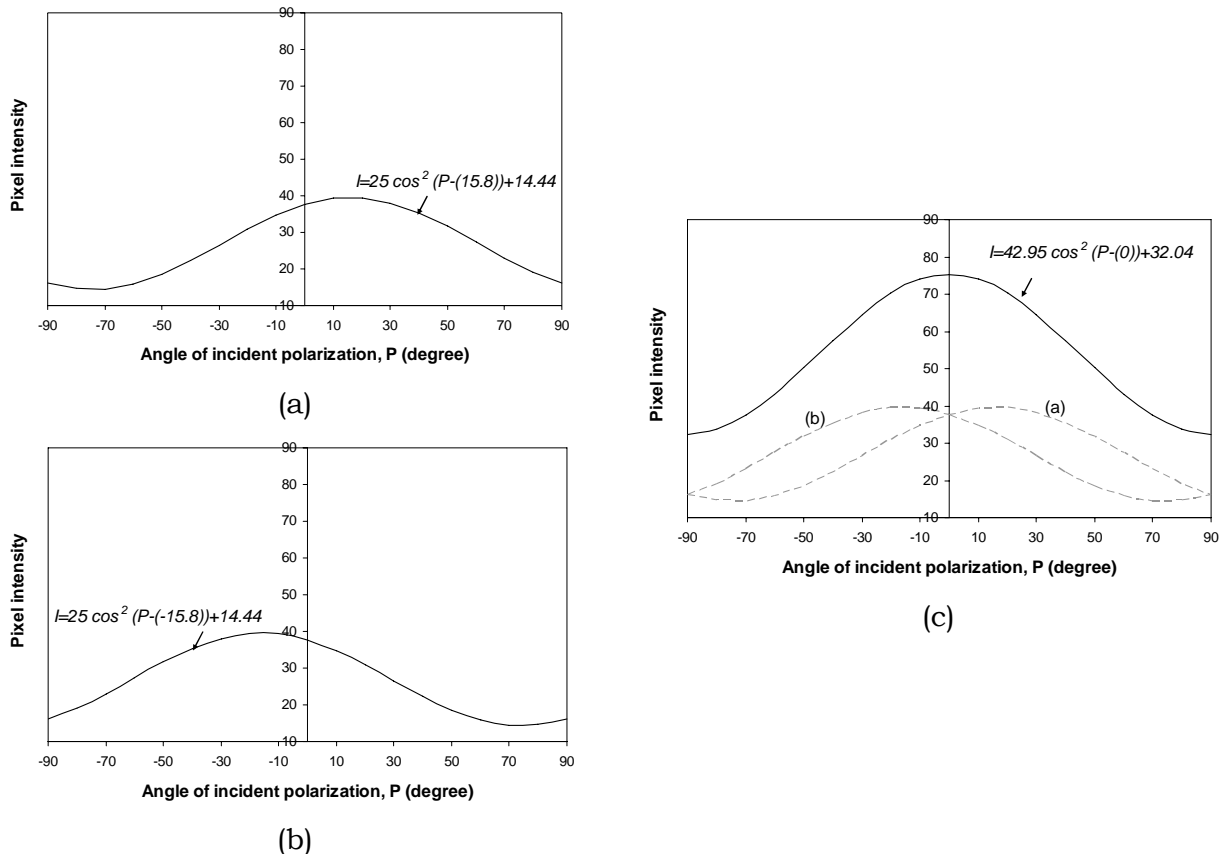 90
80
70
60
50
40
30
20
10
Pixel intensity
I=25 cos² (P-(15.8))+14.44
-90 -70 -50 -30 -10 10 30 50 70 90
Angle of incident polarization, P (degree)
(a)
90
80
70
60
50
40
30
20
10
Pixel intensity
I=25 cos² (P-(-15.8))+14.44
-90 -70 -50 -30 -10 10 30 50 70 90
Angle of incident polarization, P (degree)
(b)
90
80
70
60
50
40
30
20
10
Pixel intensity
I=42.95 cos² (P-(0))+32.04
(b)
(a)
-90 -70 -50 -30 -10 10 30 50 70 90
Angle of incident polarization, P (degree)
(c)